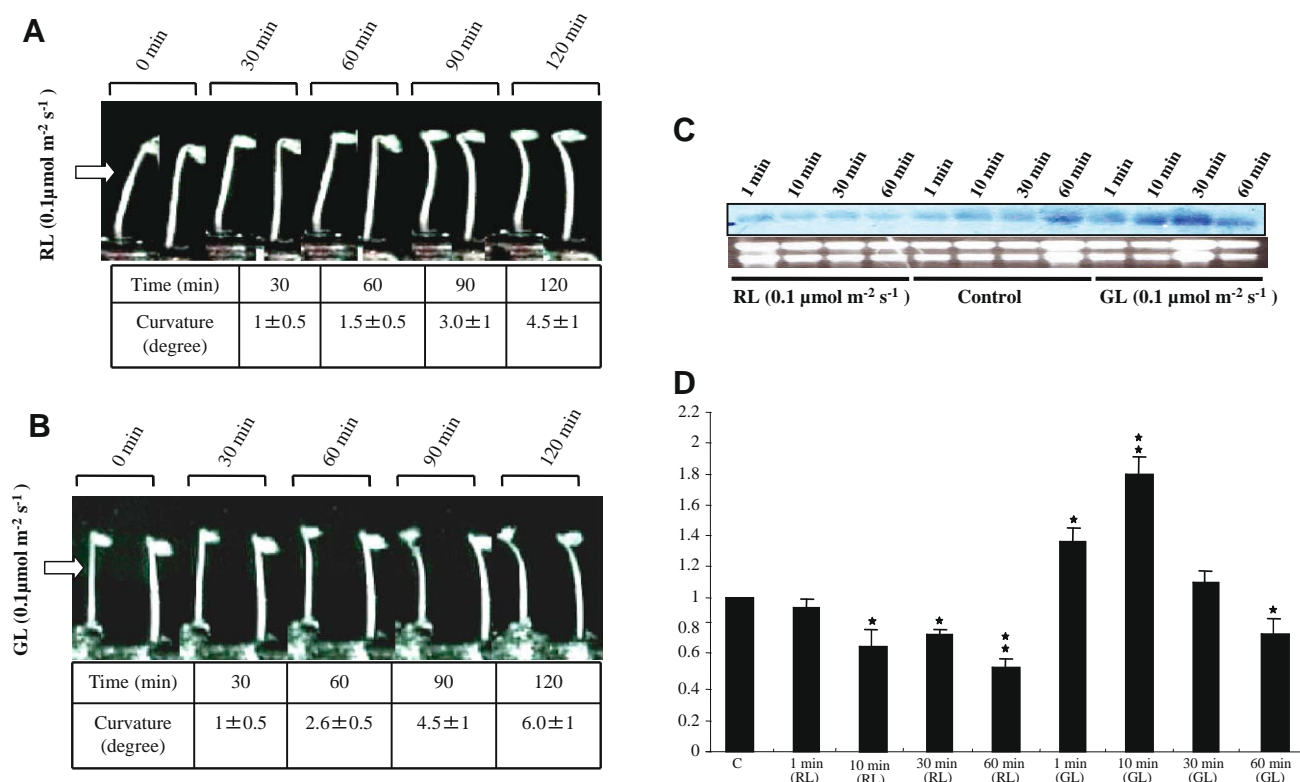 A
0 min 30 min 60 min 90 min 120 min
RL (0.1μmol m-2 s-1)
Time (min) 30 60 90 120
Curvature (degree) 1±0.5 1.5±0.5 3.0±1 4.5±1
B
0 min 30 min 60 min 90 min 120 min
GL (0.1μmol m-2 s-1)
Time (min) 30 60 90 120
Curvature (degree) 1±0.5 2.6±0.5 4.5±1 6.0±1
C
1 min 10 min 30 min 60 min 1 min 10 min 30 min 60 min 1 min 10 min 30 min 60 min
RL (0.1 μmol m-2 s-1 ) Control GL (0.1 μmol m-2 s-1)
D
2.2
2
1.8
1.6
1.4
1.2
1
0.8
0.6
0.4
0.2
0
C 1 min 10 min 30 min 60 min 1 min 10 min 30 min 60 min
(RL) (RL) (RL) (RL) (GL) (GL) (GL) (GL)